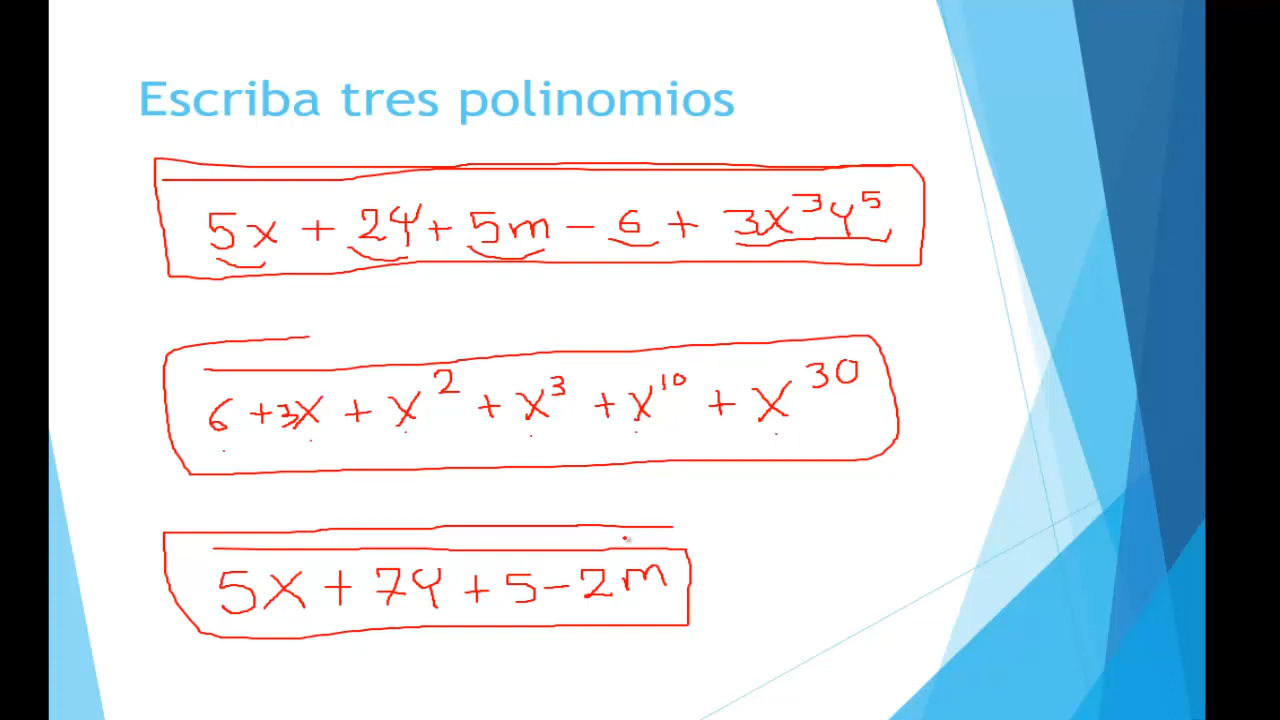 Escriba tres polinomios
5x + 2y + 5m - 6 + 3x³y⁵
6 + 3x + x² + x³ + x¹⁰ + x³⁰
5x + 7y + 5 - 2m